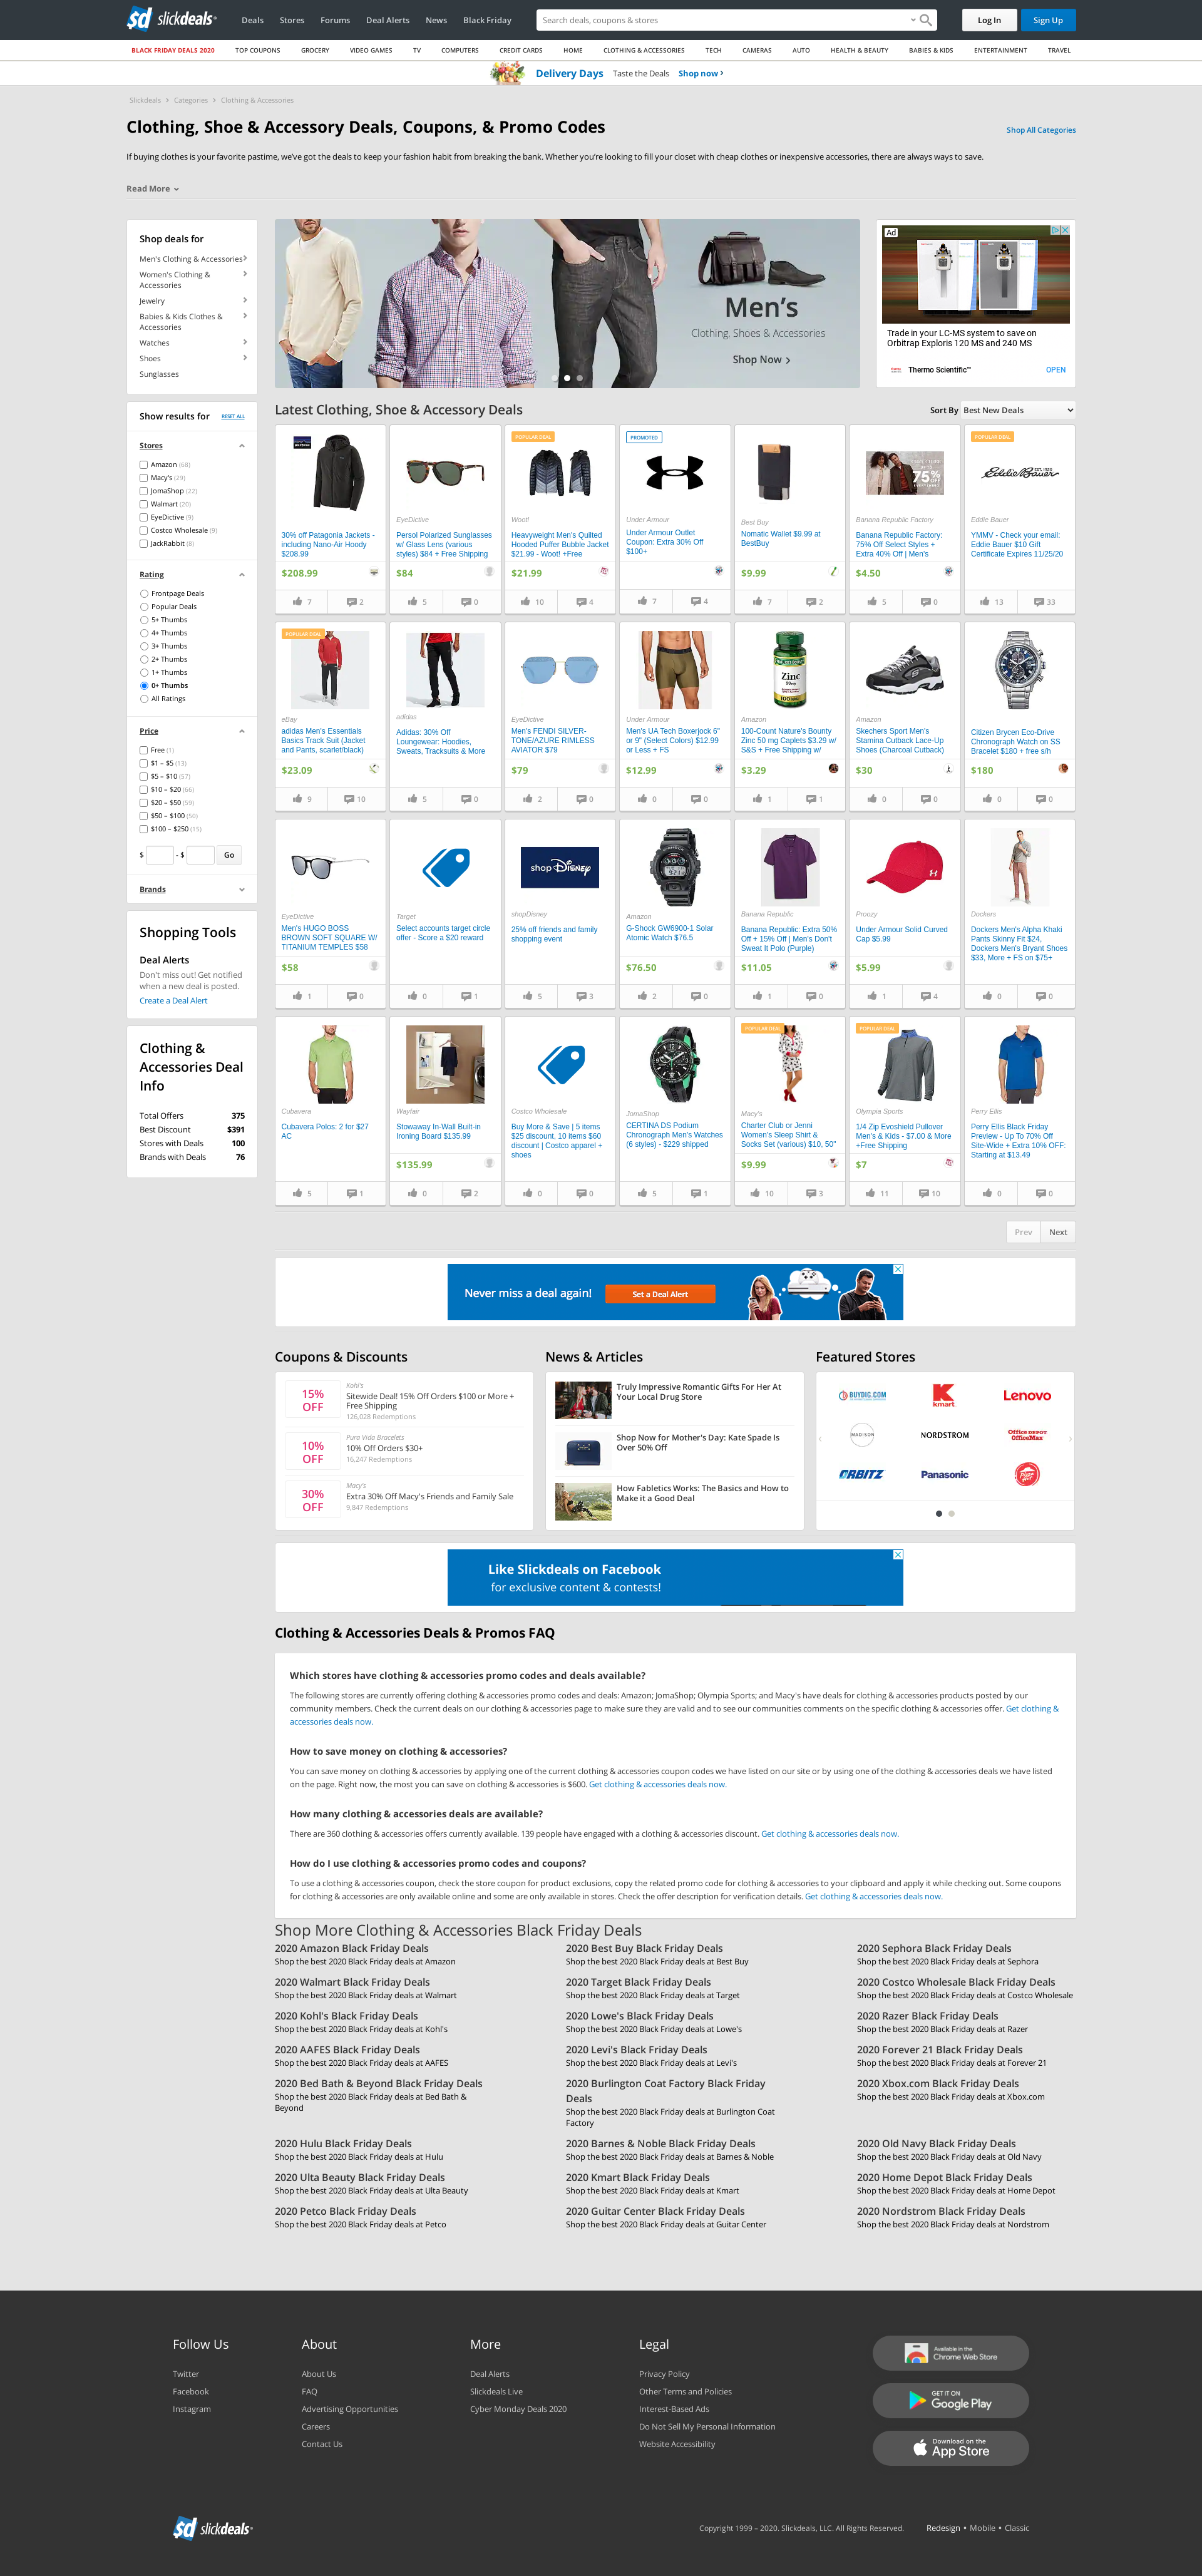 slickdeals
Deals
Stores
Forums
Deal Alerts
News
Black Friday
Search deals, coupons & stores
Log In
Sign Up
BLACK FRIDAY DEALS 2020
TOP COUPONS
GROCERY
VIDEO GAMES
TV
COMPUTERS
CREDIT CARDS
HOME
CLOTHING & ACCESSORIES
TECH
CAMERAS
AUTO
HEALTH & BEAUTY
BABIES & KIDS
ENTERTAINMENT
TRAVEL
Delivery Days Taste the Deals Shop now
Slickdeals
Categories
Clothing & Accessories
Clothing, Shoe & Accessory Deals, Coupons, & Promo Codes
Shop All Categories
If buying clothes is your favorite pastime, we've got the deals to keep your fashion habit from breaking the bank. Whether you're looking to fill your closet with cheap clothes or inexpensive accessories, there are always ways to save.
Read More
Shop deals for
Men's Clothing & Accessories
Women's Clothing &
Accessories
Jewelry
Babies & Kids Clothes &
Accessories
Watches
Shoes
Sunglasses
Show results for RESET ALL
Stores
Amazon (68)
Macy's (29)
JomaShop (22)
Walmart (20)
EyeDictive (9)
Costco Wholesale (9)
JackRabbit (8)
Rating
Frontpage Deals
Popular Deals
5+ Thumbs
4+ Thumbs
3+ Thumbs
2+ Thumbs
1+ Thumbs
0+ Thumbs
All Ratings
Price
Free (1)
$1 – $5 (13)
$5 – $10 (57)
$10 – $20 (66)
$20 – $50 (59)
$50 – $100 (50)
$100 – $250 (15)
$ - $ Go
Brands
Shopping Tools
Deal Alerts
Don't miss out! Get notified
when a new deal is posted.
Create a Deal Alert
Clothing &
Accessories Deal
Info
Total Offers 375
Best Discount $391
Stores with Deals 100
Brands with Deals 76
Men's
Clothing, Shoes & Accessories
Shop Now
Ad
Trade in your LC-MS system to save on
Orbitrap Exploris 120 MS and 240 MS
Thermo Scientific™ OPEN
Latest Clothing, Shoe & Accessory Deals
Sort By Best New Deals
patagonia
30% off Patagonia Jackets -
including Nano-Air Hoody
$208.99
$208.99
7 2
EyeDictive
Persol Polarized Sunglasses
w/ Glass Lens (various
styles) $84 + Free Shipping
$84
5 0
POPULAR DEAL
Woot!
Heavyweight Men's Quilted
Hooded Puffer Bubble Jacket
$21.99 - Woot! +Free
$21.99
10 4
PROMOTED
Under Armour
Under Armour Outlet
Coupon: Extra 30% Off
$100+
7 4
Best Buy
Nomatic Wallet $9.99 at
BestBuy
$9.99
7 2
75%
Banana Republic Factory
Banana Republic Factory:
75% Off Select Styles +
Extra 40% Off | Men's
$4.50
5 0
POPULAR DEAL
Eddie Bauer
Eddie Bauer
YMMV - Check your email:
Eddie Bauer $10 Gift
Certificate Expires 11/25/20
13 33
POPULAR DEAL
eBay
adidas Men's Essentials
Basics Track Suit (Jacket
and Pants, scarlet/black)
$23.09
9 10
adidas
Adidas: 30% Off
Loungewear: Hoodies,
Sweats, Tracksuits & More
5 0
EyeDictive
Men's FENDI SILVER-
TONE/AZURE RIMLESS
AVIATOR $79
$79
2 0
Under Armour
Men's UA Tech Boxerjock 6"
or 9" (Select Colors) $12.99
or Less + FS
$12.99
0 0
Zinc
Amazon
100-Count Nature's Bounty
Zinc 50 mg Caplets $3.29 w/
S&S + Free Shipping w/
$3.29
1 1
Amazon
Skechers Sport Men's
Stamina Cutback Lace-Up
Shoes (Charcoal Cutback)
$30
0 0
Citizen Brycen Eco-Drive
Chronograph Watch on SS
Bracelet $180 + free s/h
$180
0 0
EyeDictive
Men's HUGO BOSS
BROWN SOFT SQUARE W/
TITANIUM TEMPLES $58
$58
1 0
Target
Select accounts target circle
offer - Score a $20 reward
0 1
shop Disney
shopDisney
25% off friends and family
shopping event
5 3
Amazon
G-Shock GW6900-1 Solar
Atomic Watch $76.5
$76.50
2 0
Banana Republic
Banana Republic: Extra 50%
Off + 15% Off | Men's Don't
Sweat It Polo (Purple)
$11.05
1 0
Proozy
Under Armour Solid Curved
Cap $5.99
$5.99
1 4
Dockers
Dockers Men's Alpha Khaki
Pants Skinny Fit $24,
Dockers Men's Bryant Shoes
$33, More + FS on $75+
0 0
Cubavera
Cubavera Polos: 2 for $27
AC
5 1
Wayfair
Stowaway In-Wall Built-in
Ironing Board $135.99
$135.99
0 2
Costco Wholesale
Buy More & Save | 5 items
$25 discount, 10 items $60
discount | Costco apparel +
shoes
0 0
JomaShop
CERTINA DS Podium
Chronograph Men's Watches
(6 styles) - $229 shipped
5 1
POPULAR DEAL
Macy's
Charter Club or Jenni
Women's Sleep Shirt &
Socks Set (various) $10, 50"
$9.99
10 3
POPULAR DEAL
Olympia Sports
1/4 Zip Evoshield Pullover
Men's & Kids - $7.00 & More
+Free Shipping
$7
11 10
Perry Ellis
Perry Ellis Black Friday
Preview - Up To 70% Off
Site-Wide + Extra 10% OFF:
Starting at $13.49
0 0
Prev Next
Never miss a deal again!
Set a Deal Alert
Coupons & Discounts
15%
OFF
Kohl's
Sitewide Deal! 15% Off Orders $100 or More +
Free Shipping
126,028 Redemptions
10%
OFF
Pura Vida Bracelets
10% Off Orders $30+
16,247 Redemptions
30%
OFF
Macy's
Extra 30% Off Macy's Friends and Family Sale
9,847 Redemptions
News & Articles
Truly Impressive Romantic Gifts For Her At
Your Local Drug Store
Shop Now for Mother's Day: Kate Spade Is
Over 50% Off
How Fabletics Works: The Basics and How to
Make it a Good Deal
Featured Stores
BUYDIG.COM
kmart
Lenovo
MADISON
NORDSTROM
Office DEPOT
OfficeMax
ORBITZ
Panasonic
Pizza Hut
Like Slickdeals on Facebook
for exclusive content & contests!
Clothing & Accessories Deals & Promos FAQ
Which stores have clothing & accessories promo codes and deals available?
The following stores are currently offering clothing & accessories promo codes and deals: Amazon; JomaShop; Olympia Sports; and Macy's have deals for clothing & accessories products posted by our
community members. Check the current deals on our clothing & accessories page to make sure they are valid and to see our communities comments on the specific clothing & accessories offer. Get clothing &
accessories deals now.
How to save money on clothing & accessories?
You can save money on clothing & accessories by applying one of the current clothing & accessories coupon codes we have listed on our site or by using one of the clothing & accessories deals we have listed
on the page. Right now, the most you can save on clothing & accessories is $600. Get clothing & accessories deals now.
How many clothing & accessories deals are available?
There are 360 clothing & accessories offers currently available. 139 people have engaged with a clothing & accessories discount. Get clothing & accessories deals now.
How do I use clothing & accessories promo codes and coupons?
To use a clothing & accessories coupon, check the store coupon for product exclusions, copy the related promo code for clothing & accessories to your clipboard and apply it while checking out. Some coupons
for clothing & accessories are only available online and some are only available in stores. Check the offer description for verification details. Get clothing & accessories deals now.
Shop More Clothing & Accessories Black Friday Deals
2020 Amazon Black Friday Deals
Shop the best 2020 Black Friday deals at Amazon
2020 Best Buy Black Friday Deals
Shop the best 2020 Black Friday deals at Best Buy
2020 Sephora Black Friday Deals
Shop the best 2020 Black Friday deals at Sephora
2020 Walmart Black Friday Deals
Shop the best 2020 Black Friday deals at Walmart
2020 Target Black Friday Deals
Shop the best 2020 Black Friday deals at Target
2020 Costco Wholesale Black Friday Deals
Shop the best 2020 Black Friday deals at Costco Wholesale
2020 Kohl's Black Friday Deals
Shop the best 2020 Black Friday deals at Kohl's
2020 Lowe's Black Friday Deals
Shop the best 2020 Black Friday deals at Lowe's
2020 Razer Black Friday Deals
Shop the best 2020 Black Friday deals at Razer
2020 AAFES Black Friday Deals
Shop the best 2020 Black Friday deals at AAFES
2020 Levi's Black Friday Deals
Shop the best 2020 Black Friday deals at Levi's
2020 Forever 21 Black Friday Deals
Shop the best 2020 Black Friday deals at Forever 21
2020 Bed Bath & Beyond Black Friday Deals
Shop the best 2020 Black Friday deals at Bed Bath &
Beyond
2020 Burlington Coat Factory Black Friday
Deals
Shop the best 2020 Black Friday deals at Burlington Coat
Factory
2020 Xbox.com Black Friday Deals
Shop the best 2020 Black Friday deals at Xbox.com
2020 Hulu Black Friday Deals
Shop the best 2020 Black Friday deals at Hulu
2020 Barnes & Noble Black Friday Deals
Shop the best 2020 Black Friday deals at Barnes & Noble
2020 Old Navy Black Friday Deals
Shop the best 2020 Black Friday deals at Old Navy
2020 Ulta Beauty Black Friday Deals
Shop the best 2020 Black Friday deals at Ulta Beauty
2020 Kmart Black Friday Deals
Shop the best 2020 Black Friday deals at Kmart
2020 Home Depot Black Friday Deals
Shop the best 2020 Black Friday deals at Home Depot
2020 Petco Black Friday Deals
Shop the best 2020 Black Friday deals at Petco
2020 Guitar Center Black Friday Deals
Shop the best 2020 Black Friday deals at Guitar Center
2020 Nordstrom Black Friday Deals
Shop the best 2020 Black Friday deals at Nordstrom
Follow Us
Twitter
Facebook
Instagram
About
About Us
FAQ
Advertising Opportunities
Careers
Contact Us
More
Deal Alerts
Slickdeals Live
Cyber Monday Deals 2020
Legal
Privacy Policy
Other Terms and Policies
Interest-Based Ads
Do Not Sell My Personal Information
Website Accessibility
Available in the
Chrome Web Store
GET IT ON
Google Play
Download on the
App Store
slickdeals
Copyright 1999 – 2020. Slickdeals, LLC. All Rights Reserved.
Redesign • Mobile • Classic